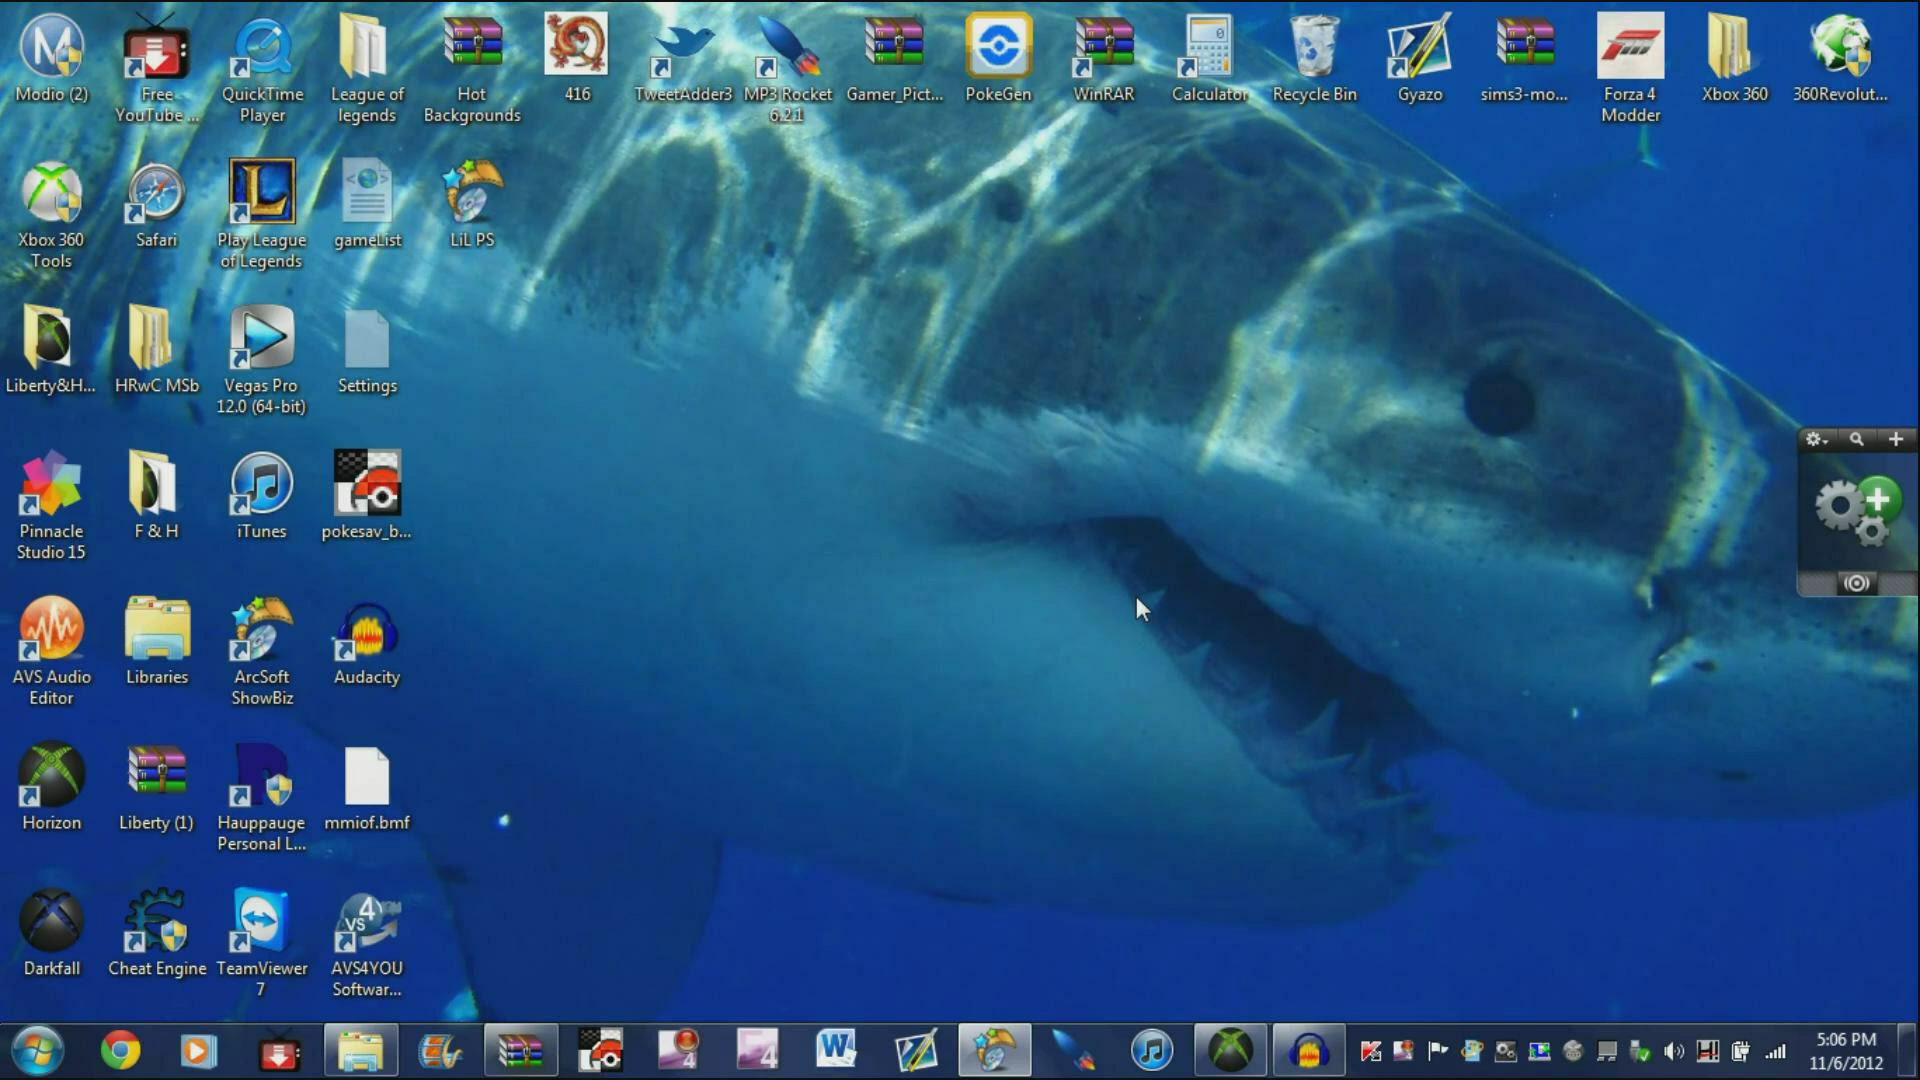 Modio (2)
Free
YouTube ...
QuickTime
Player
League of
legends
Hot
Backgrounds
416
TweetAdder3
MP3 Rocket
6.2.1
Gamer_Pict...
PokeGen
WinRAR
Calculator
Recycle Bin
Gyazo
sims3-mo...
Forza 4
Modder
Xbox 360
360Revolut...
Xbox 360
Tools
Safari
Play League
of Legends
gameList
LiL PS
Liberty&H...
HRwC MSb
Vegas Pro
12.0 (64-bit)
Settings
Pinnacle
Studio 15
F & H
iTunes
pokesav_b...
AVS Audio
Editor
Libraries
ArcSoft
ShowBiz
Audacity
Horizon
Liberty (1)
Hauppauge
Personal L...
mmiof.bmf
Darkfall
Cheat Engine
TeamViewer
7
AVS4YOU
Softwar...
5:06 PM
11/6/2012